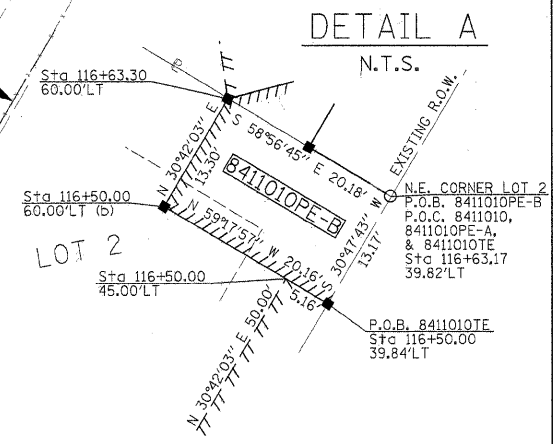 DETAIL A
N.T.S.
Sta 116+63.30
60.00'LT
S 58°56'45" E 20.18'
EXISTING R.O.W.
N 30°42'03" E
13.30'
8411010PE-B
N.E. CORNER LOT 2
P.O.B. 8411010PE-B
P.O.C. 8411010,
8411010PE-A,
& 8411010TE
Sta 116+63.17
39.82'LT
S 30°47'43" W
13.17'
Sta 116+50.00
60.00'LT (b)
N 59°17'57" W 20.16'
LOT 2
Sta 116+50.00
45.00'LT
5.16'
N 30°42'03" E 50.00'
P.O.B. 8411010TE
Sta 116+50.00
39.84'LT